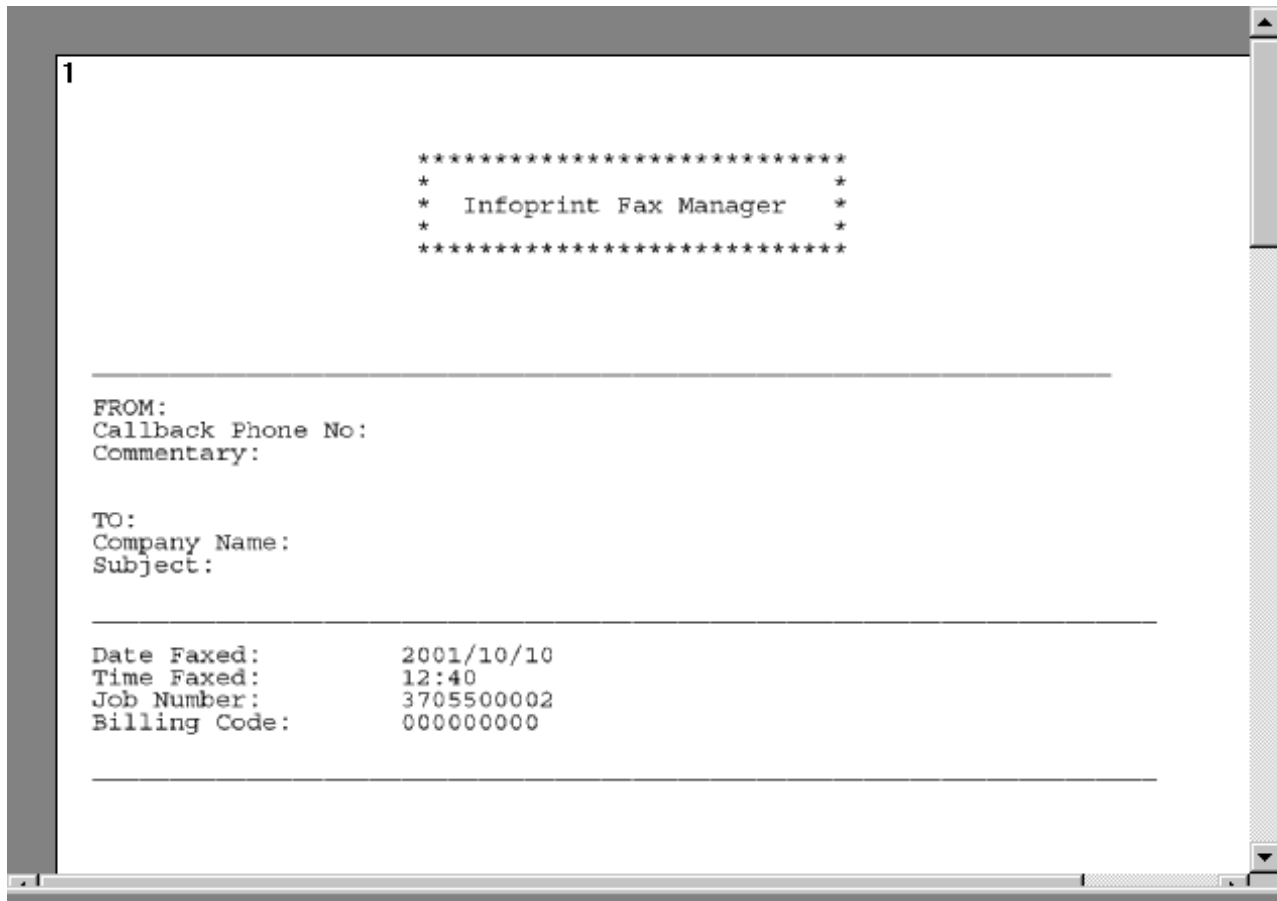 1
****************************
*                          *
*  Infoprint Fax Manager   *
*                          *
****************************
FROM:
Callback Phone No:
Commentary:
TO:
Company Name:
Subject:
Date Faxed: 2001/10/10
Time Faxed: 12:40
Job Number: 3705500002
Billing Code: 000000000